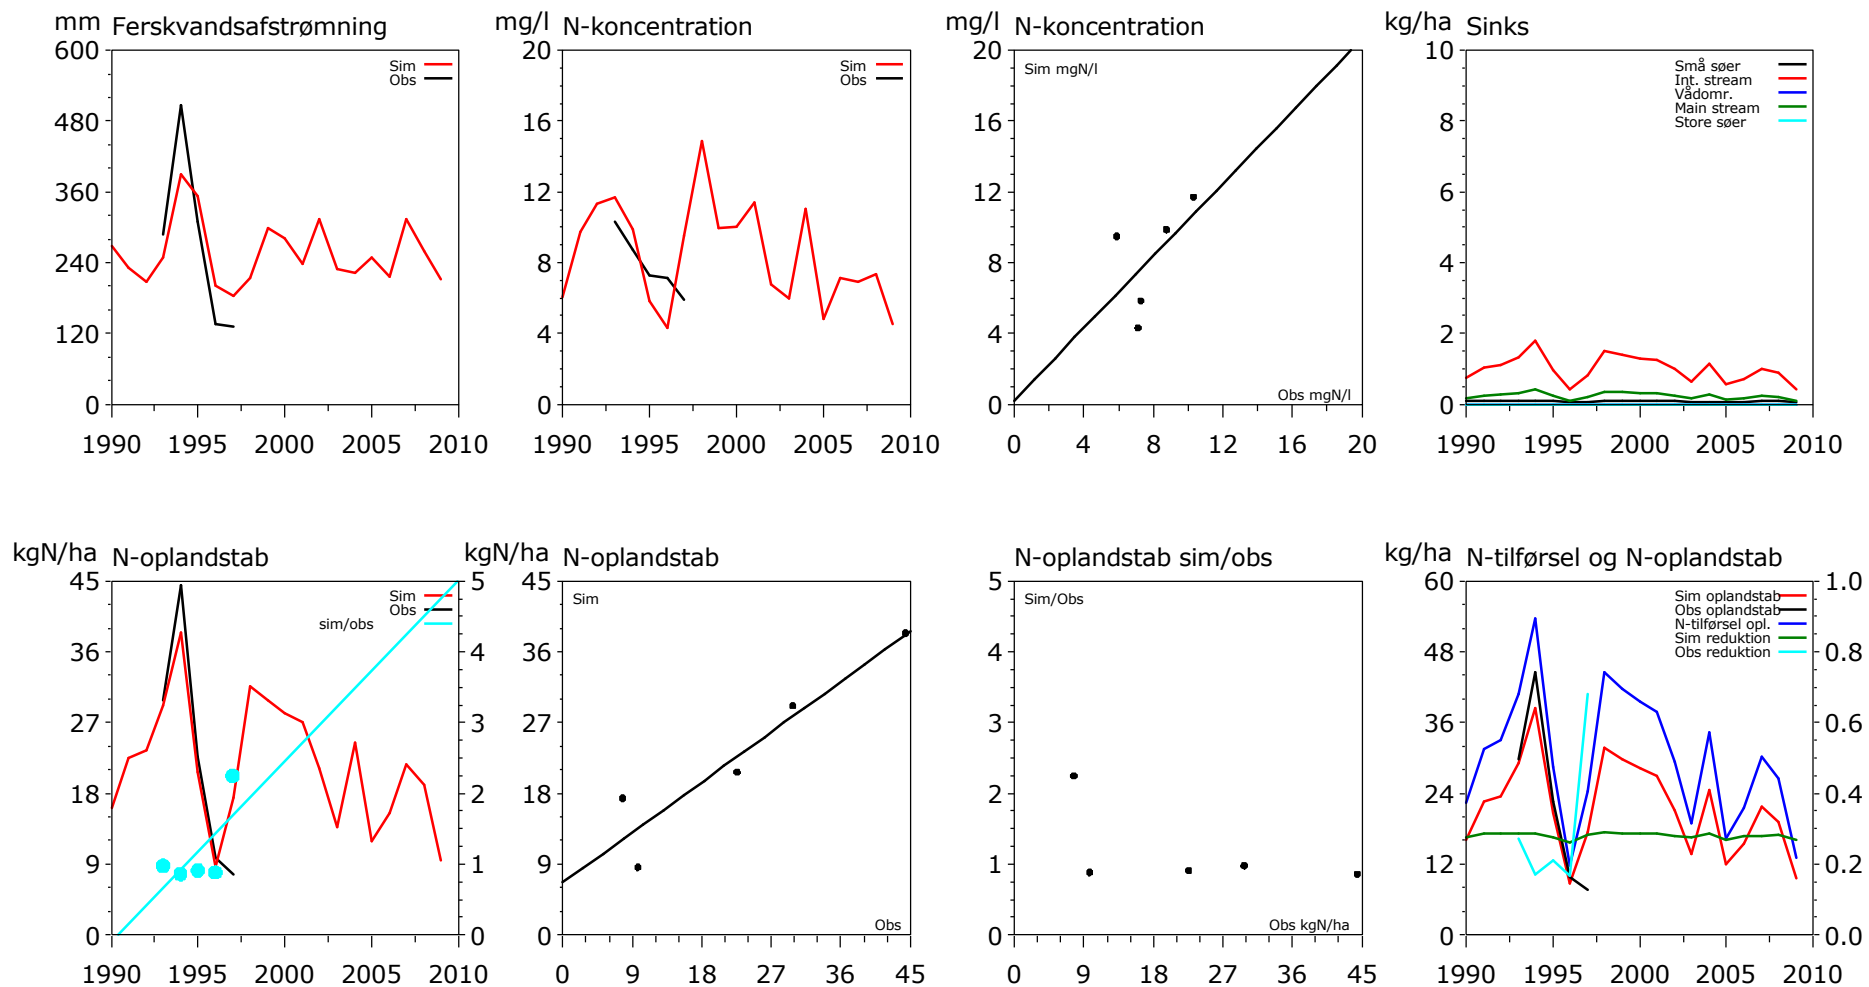 mm Ferskvandsafstrømning
600
480
360
240
120
0
1990 1995 2000 2005 2010
Sim
Obs
mg/l N-koncentration
20
16
12
8
4
0
1990 1995 2000 2005 2010
Sim
Obs
mg/l N-koncentration
20
16
12
8
4
0
0 4 8 12 16 20
Sim mgN/l
Obs mgN/l
kg/ha Sinks
10
8
6
4
2
0
1990 1995 2000 2005 2010
Små søer
Int. stream
Vådomr.
Main stream
Store søer
kgN/ha N-oplandstab
45
36
27
18
9
0
1990 1995 2000 2005 2010
Sim
Obs
sim/obs
5
4
3
2
1
0
kgN/ha N-oplandstab
Sim
Obs
0 9 18 27 36 45
N-oplandstab sim/obs
5
4
3
2
1
0
0 9 18 27 36 45
Sim/Obs
Obs kgN/ha
kg/ha N-tilførsel og N-oplandstab
60
48
36
24
12
0
1990 1995 2000 2005 2010
Sim oplandstab
Obs oplandstab
N-tilførsel opl.
Sim reduktion
Obs reduktion
1.0
0.8
0.6
0.4
0.2
0.0